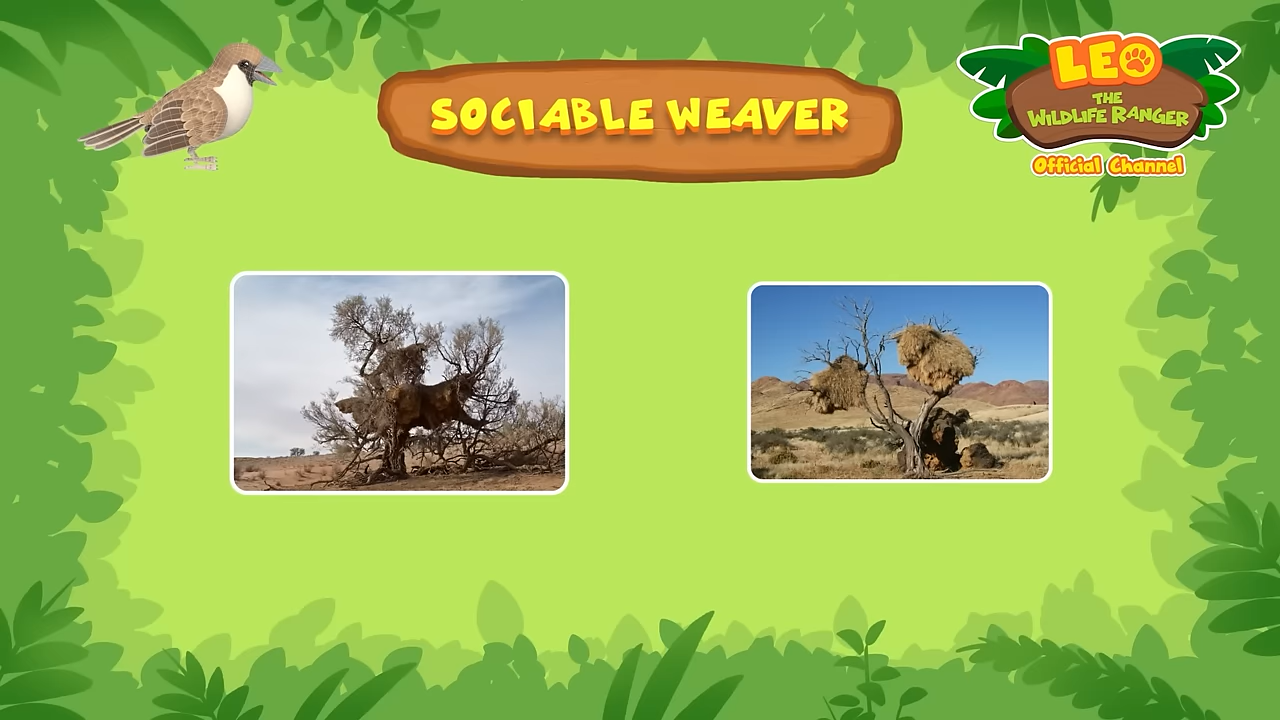 SOCIABLE WEAVER
LEO
THE
WILDLIFE RANGER
Official Channel